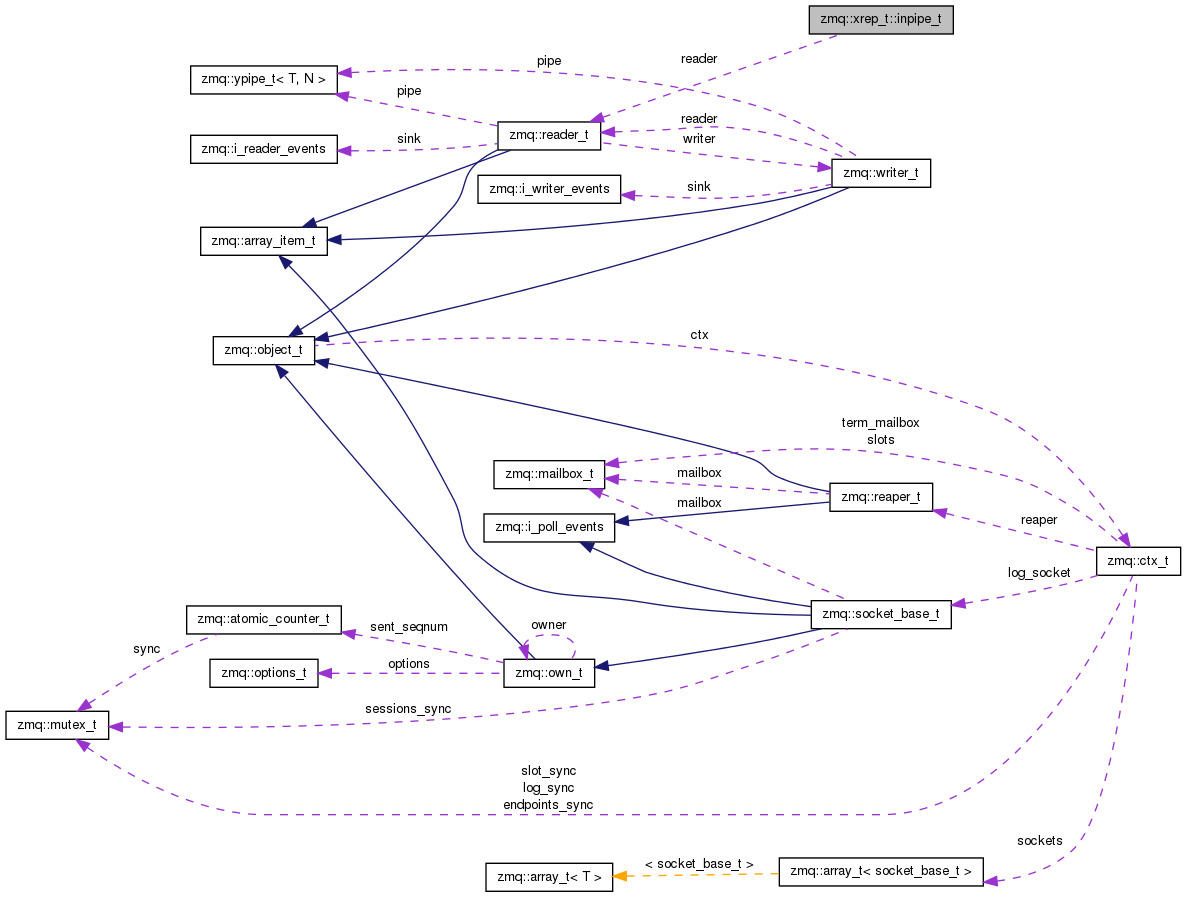 zmq::xrep_t::inpipe_t
reader
pipe
zmq::ypipe_t< T, N >
pipe
reader
zmq::reader_t
sink
writer
zmq::i_reader_events
zmq::writer_t
sink
zmq::i_writer_events
zmq::array_item_t
ctx
zmq::object_t
term_mailbox
slots
zmq::mailbox_t
mailbox
zmq::reaper_t
mailbox
zmq::i_poll_events
reaper
zmq::ctx_t
log_socket
zmq::socket_base_t
zmq::atomic_counter_t
sent_seqnum
owner
sync
options
zmq::options_t
zmq::own_t
sessions_sync
zmq::mutex_t
slot_sync
log_sync
endpoints_sync
sockets
< socket_base_t >
zmq::array_t< T >
zmq::array_t< socket_base_t >